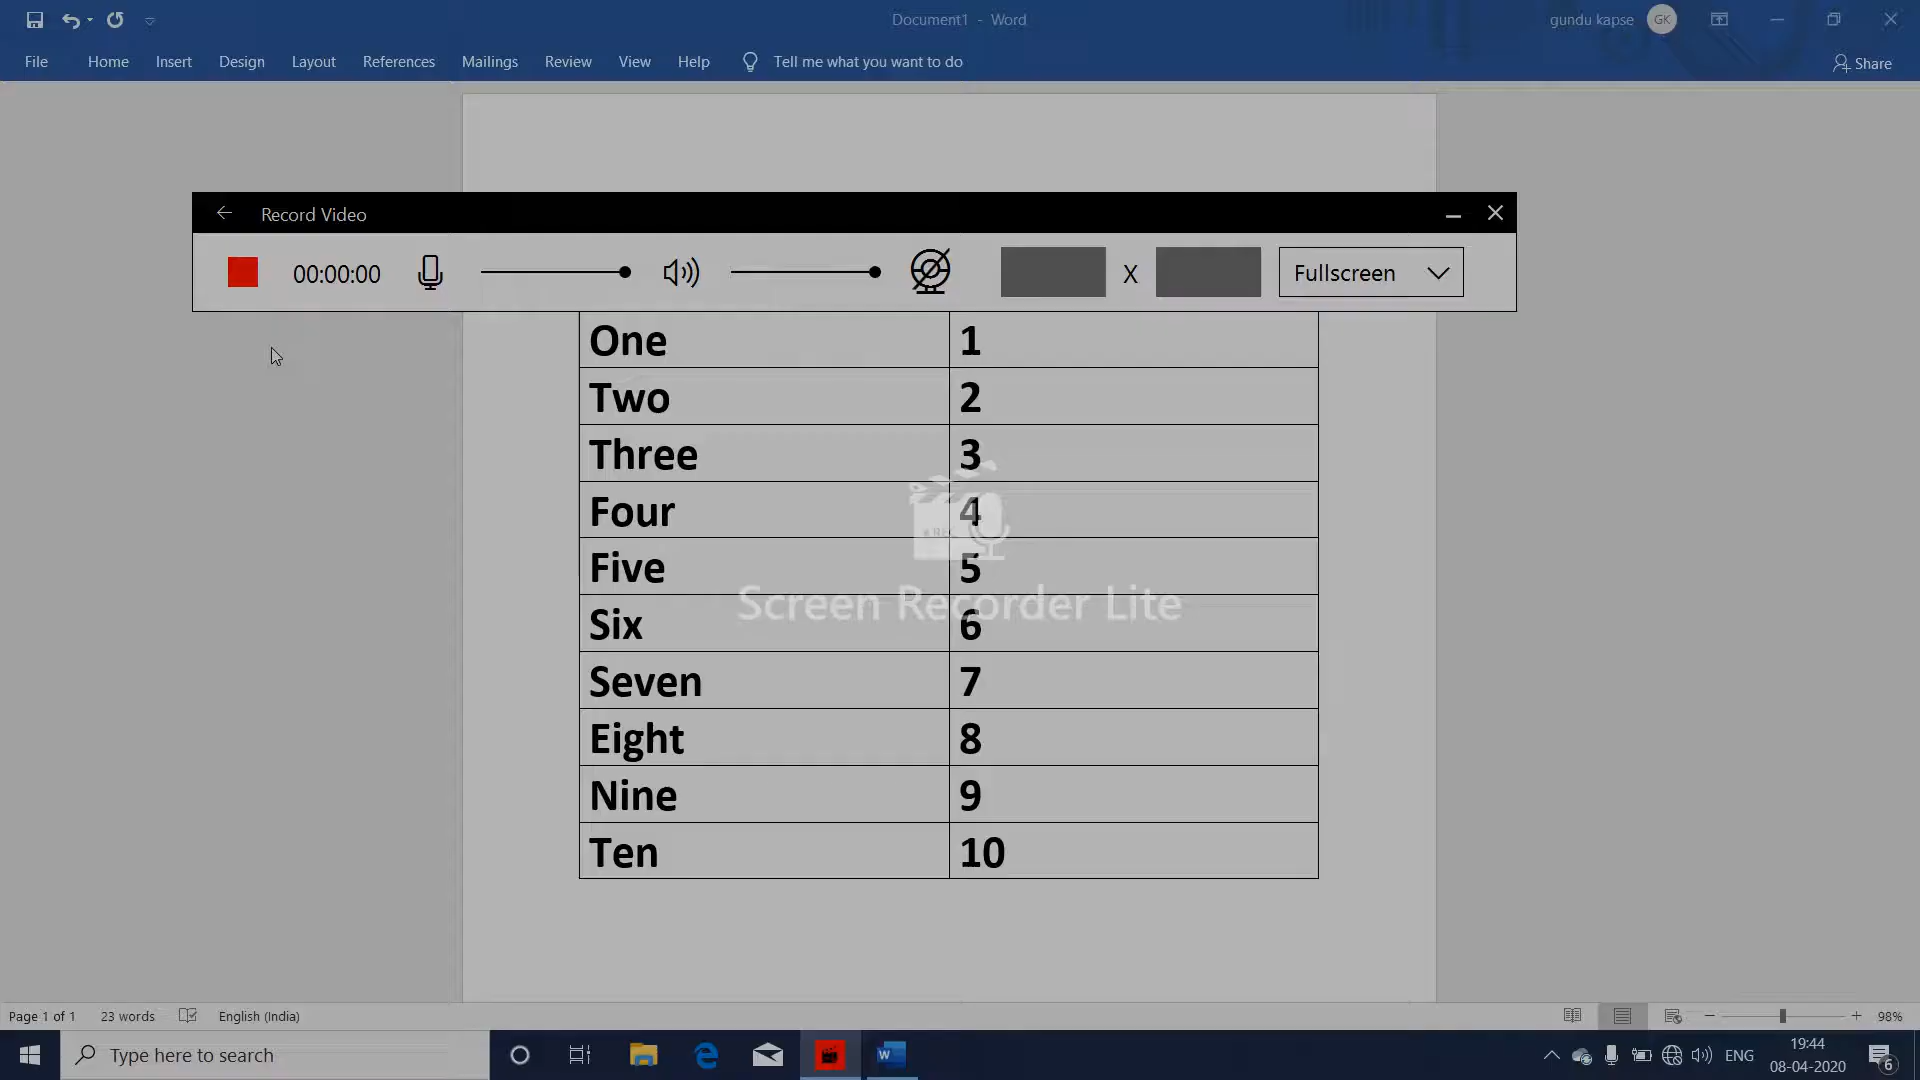 Document1 - Word
gundu kapse GK
File Home Insert Design Layout References Mailings Review View Help Tell me what you want to do Share
Record Video
00:00:00 X Fullscreen
One 1
Two 2
Three 3
Four 4
Five 5
Screen Recorder Lite
Six 6
Seven 7
Eight 8
Nine 9
Ten 10
Page 1 of 1 23 words English (India) 98%
Type here to search
ENG
19:44
08-04-2020
6